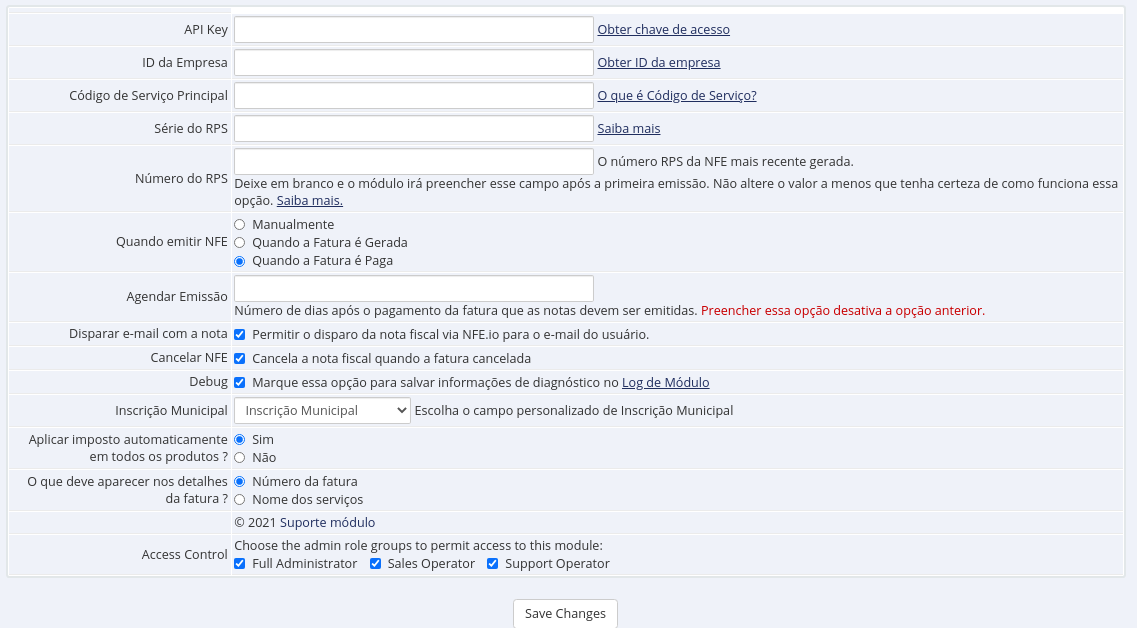 API Key Obter chave de acesso
ID da Empresa Obter ID da empresa
Código de Serviço Principal O que é Código de Serviço?
Série do RPS Saiba mais
Número do RPS O número RPS da NFE mais recente gerada.
Deixe em branco e o módulo irá preencher esse campo após a primeira emissão. Não altere o valor a menos que tenha certeza de como funciona essa
opção. Saiba mais.
Quando emitir NFE
Manualmente
Quando a Fatura é Gerada
Quando a Fatura é Paga
Agendar Emissão
Número de dias após o pagamento da fatura que as notas devem ser emitidas. Preencher essa opção desativa a opção anterior.
Disparar e-mail com a nota Permitir o disparo da nota fiscal via NFE.io para o e-mail do usuário.
Cancelar NFE Cancela a nota fiscal quando a fatura cancelada
Debug Marque essa opção para salvar informações de diagnóstico no Log de Módulo
Inscrição Municipal Inscrição Municipal Escolha o campo personalizado de Inscrição Municipal
Aplicar imposto automaticamente Sim
em todos os produtos ? Não
O que deve aparecer nos detalhes Número da fatura
da fatura ? Nome dos serviços
© 2021 Suporte módulo
Access Control
Choose the admin role groups to permit access to this module:
Full Administrator Sales Operator Support Operator
Save Changes